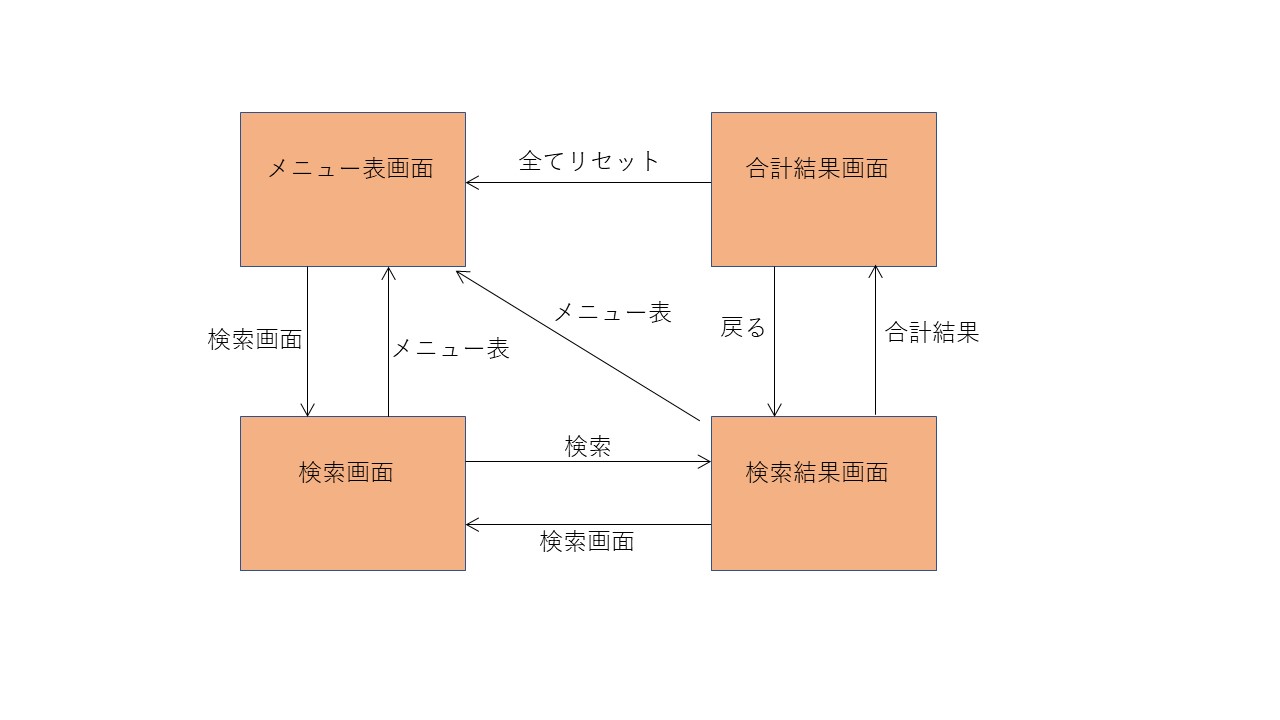 メニュー表画面
全てリセット
合計結果画面
検索画面
メニュー表
メニュー表
戻る
合計結果
検索画面
検索
検索結果画面
検索画面